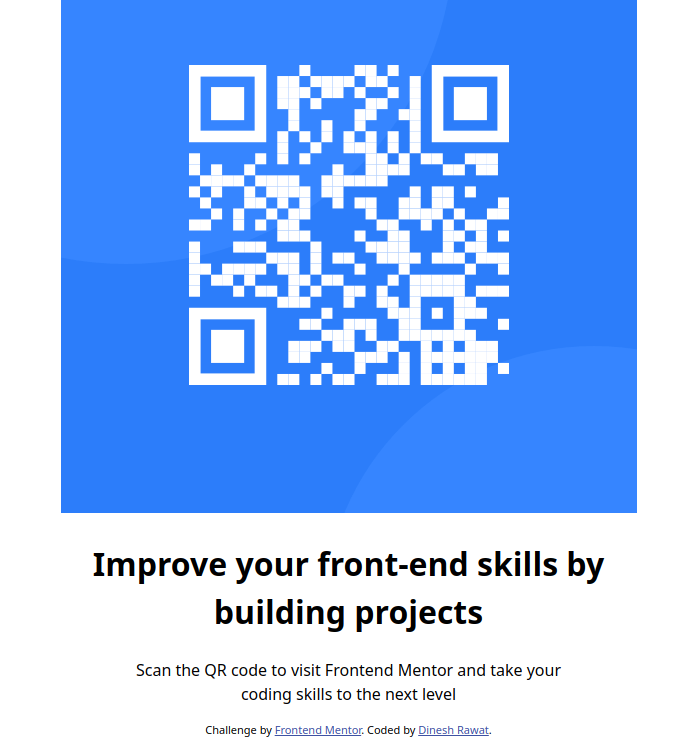 Improve your front-end skills by
building projects
Scan the QR code to visit Frontend Mentor and take your
coding skills to the next level
Challenge by Frontend Mentor. Coded by Dinesh Rawat.